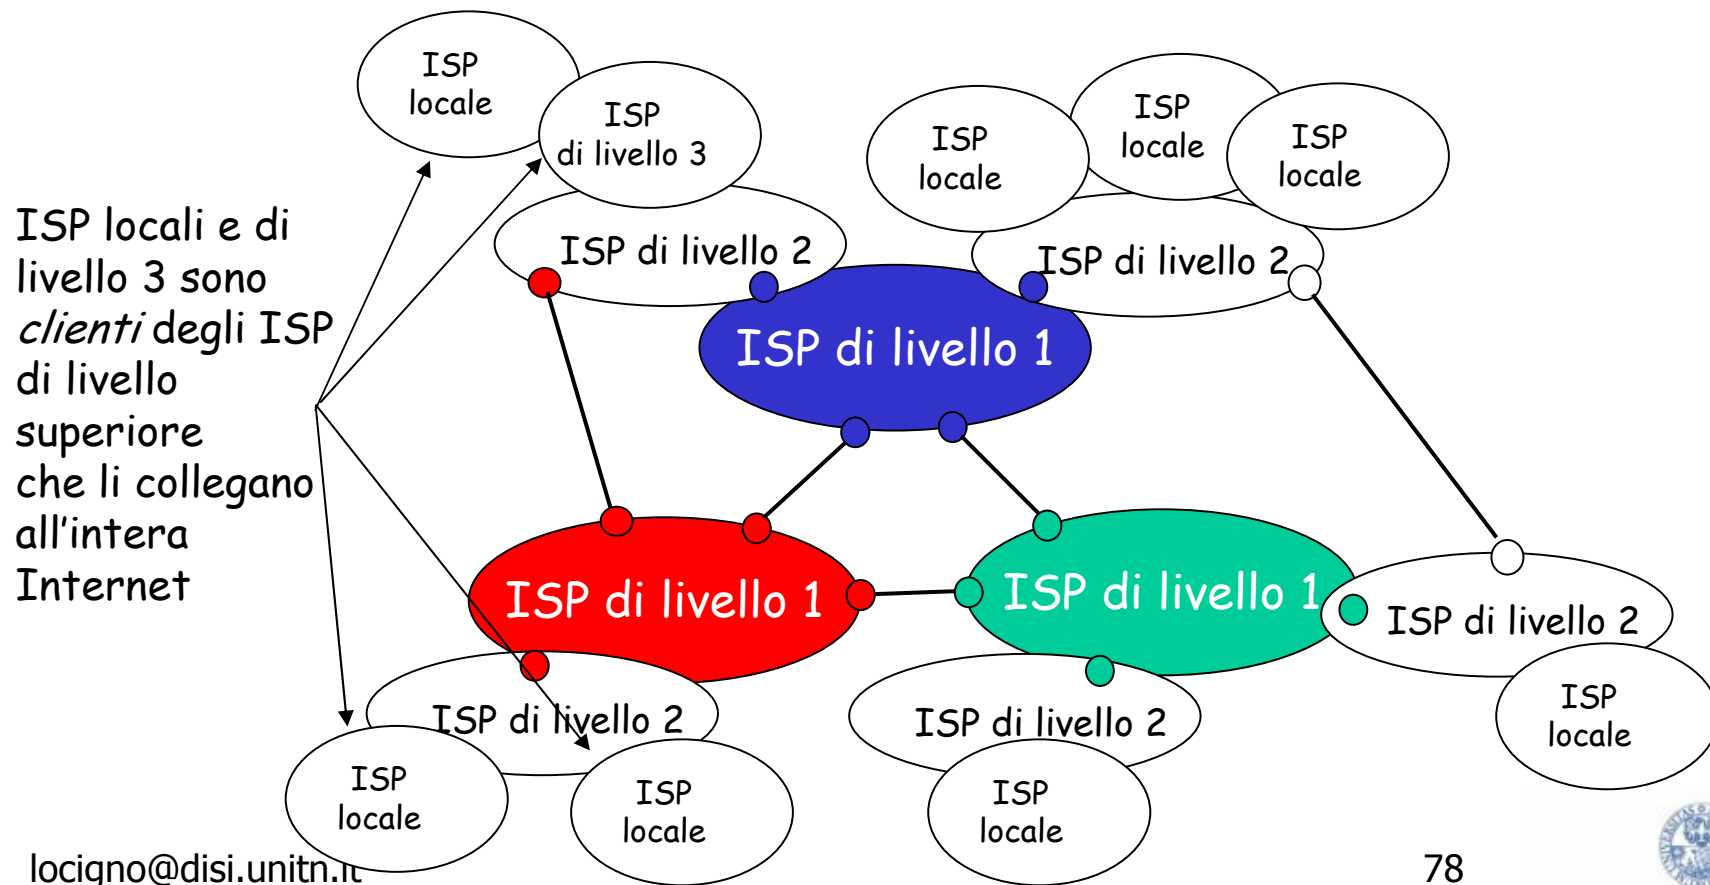 ISP
locale
ISP
di livello 3
ISP
locale
ISP
locale
ISP
locale
ISP locali e di
livello 3 sono
clienti degli ISP
di livello
superiore
che li collegano
all'intera
Internet
ISP di livello 2
ISP di livello 2
ISP di livello 1
ISP di livello 1
ISP di livello 1
ISP di livello 2
ISP di livello 2
ISP di livello 2
ISP
locale
ISP
locale
ISP
locale
ISP
locale
locigno@disi.unitn.it
78